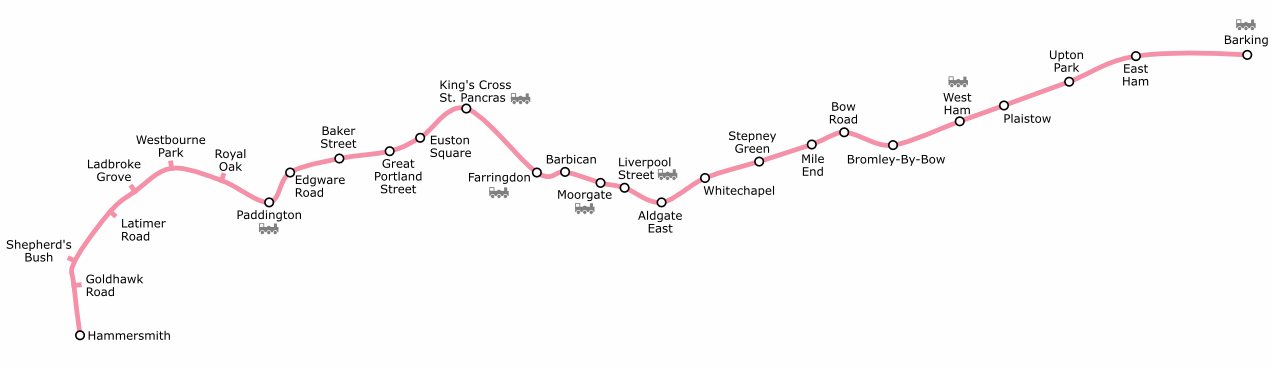 Hammersmith
Goldhawk
Road
Shepherd's
Bush
Latimer
Road
Ladbroke
Grove
Westbourne
Park
Royal
Oak
Paddington
Edgware
Road
Baker
Street
Great
Portland
Street
Euston
Square
King's Cross
St. Pancras
Farringdon
Barbican
Moorgate
Liverpool
Street
Aldgate
East
Whitechapel
Stepney
Green
Mile
End
Bow
Road
Bromley-By-Bow
West
Ham
Plaistow
Upton
Park
East
Ham
Barking